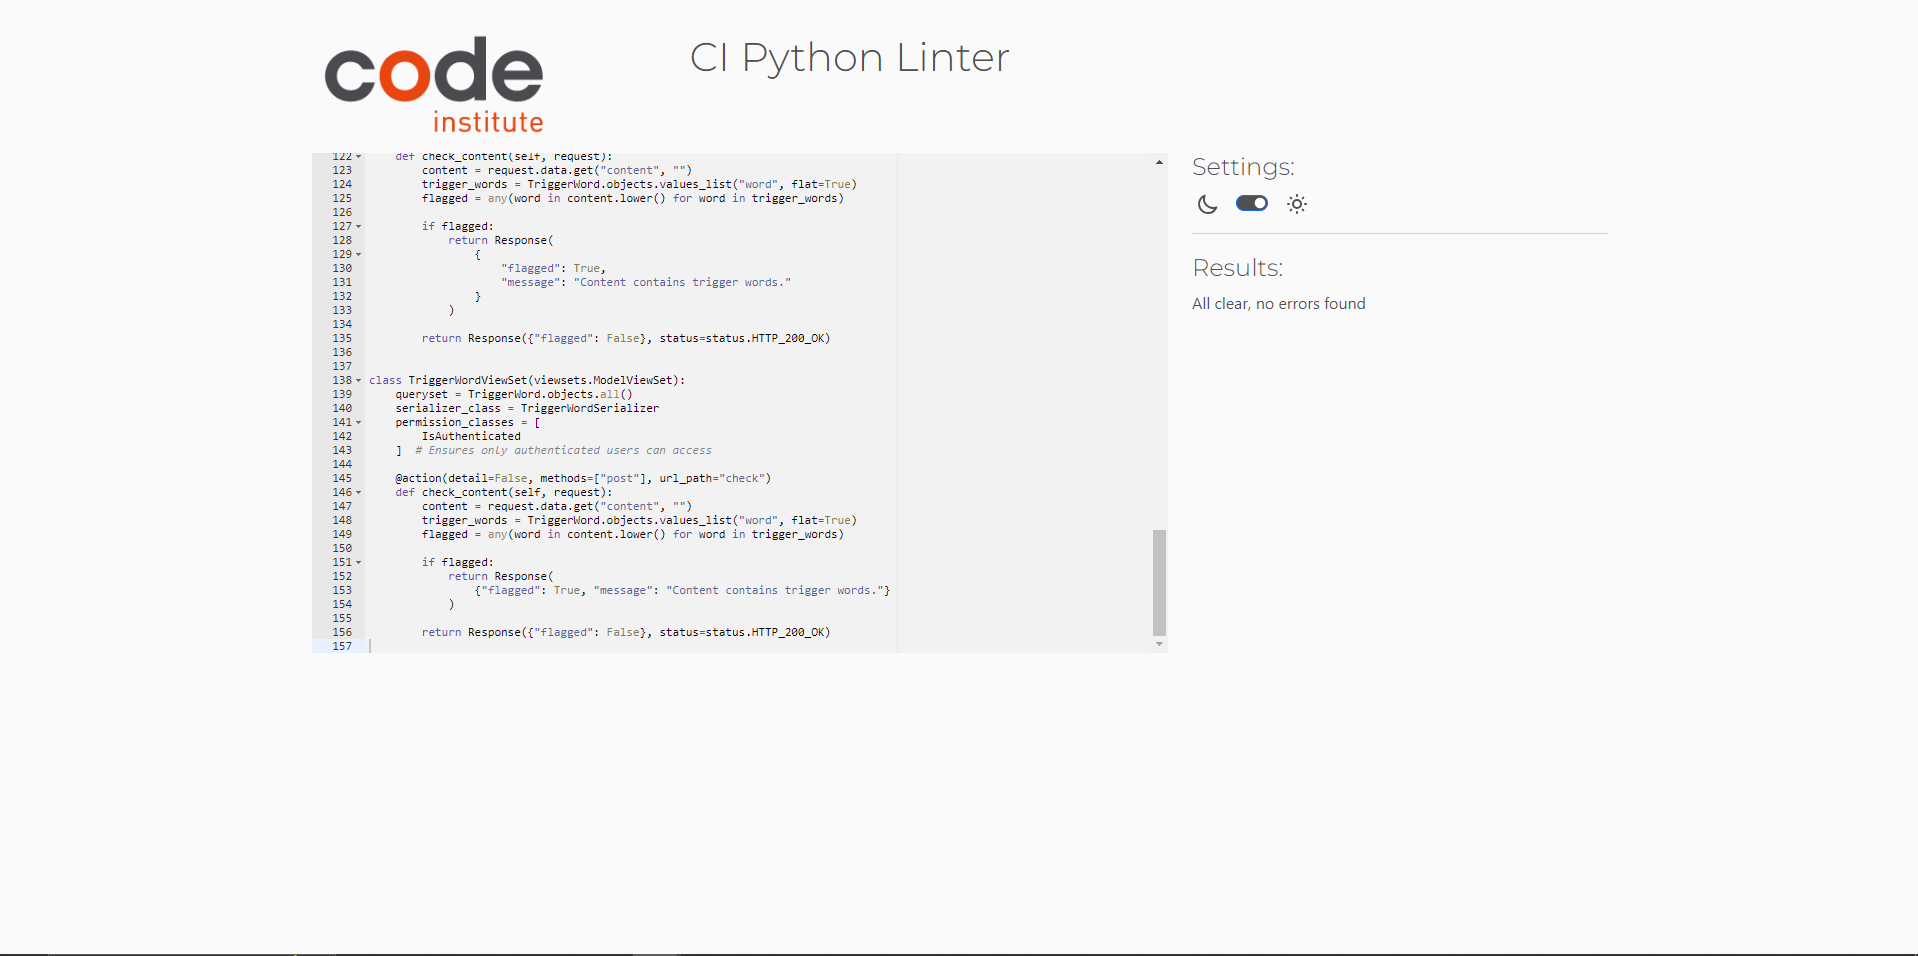 code
institute
CI Python Linter
122     def check_content(self, request):
123         content = request.data.get("content", "")
124         trigger_words = TriggerWord.objects.values_list("word", flat=True)
125         flagged = any(word in content.lower() for word in trigger_words)
126
127         if flagged:
128             return Response(
129                 {
130                     "flagged": True,
131                     "message": "Content contains trigger words."
132                 }
133             )
134
135         return Response({"flagged": False}, status=status.HTTP_200_OK)
136
137
138 class TriggerWordViewSet(viewsets.ModelViewSet):
139     queryset = TriggerWord.objects.all()
140     serializer_class = TriggerWordSerializer
141     permission_classes = [
142         IsAuthenticated
143     ]  # Ensures only authenticated users can access
144
145     @action(detail=False, methods=["post"], url_path="check")
146     def check_content(self, request):
147         content = request.data.get("content", "")
148         trigger_words = TriggerWord.objects.values_list("word", flat=True)
149         flagged = any(word in content.lower() for word in trigger_words)
150
151         if flagged:
152             return Response(
153                 {"flagged": True, "message": "Content contains trigger words."}
154             )
155
156         return Response({"flagged": False}, status=status.HTTP_200_OK)
157
Settings:
Results:
All clear, no errors found